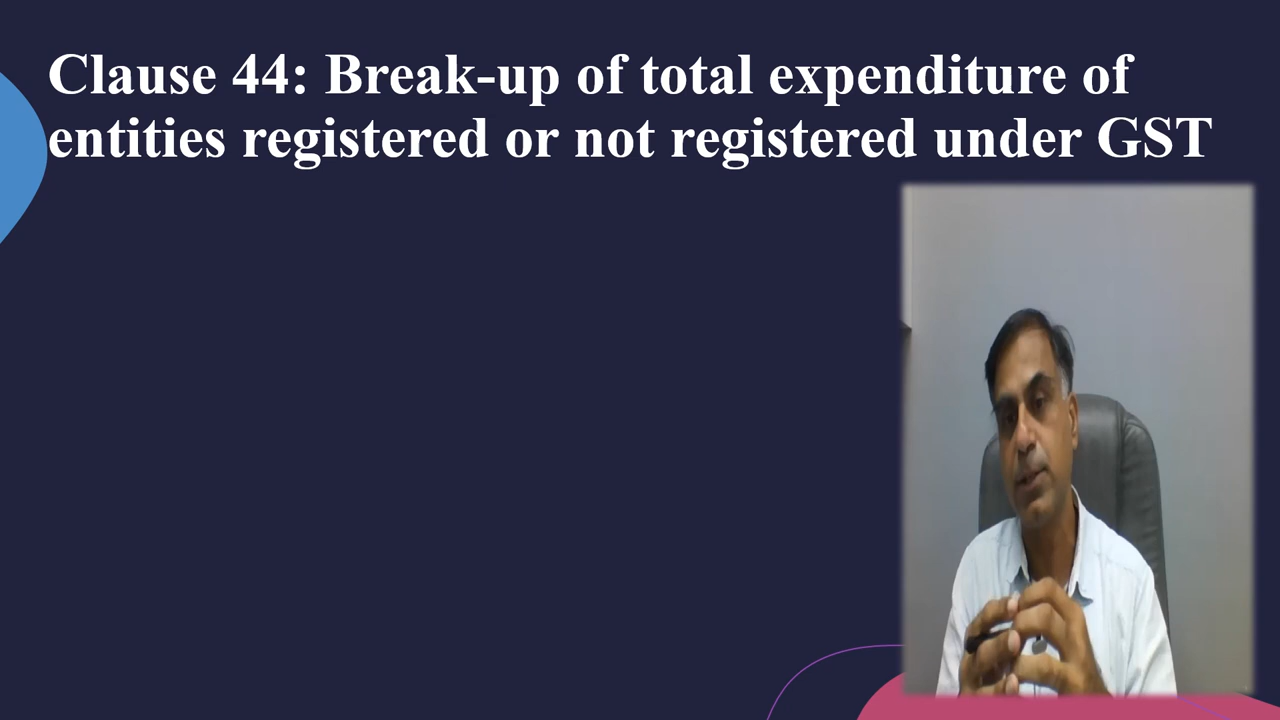 Clause 44: Break-up of total expenditure of
entities registered or not registered under GST